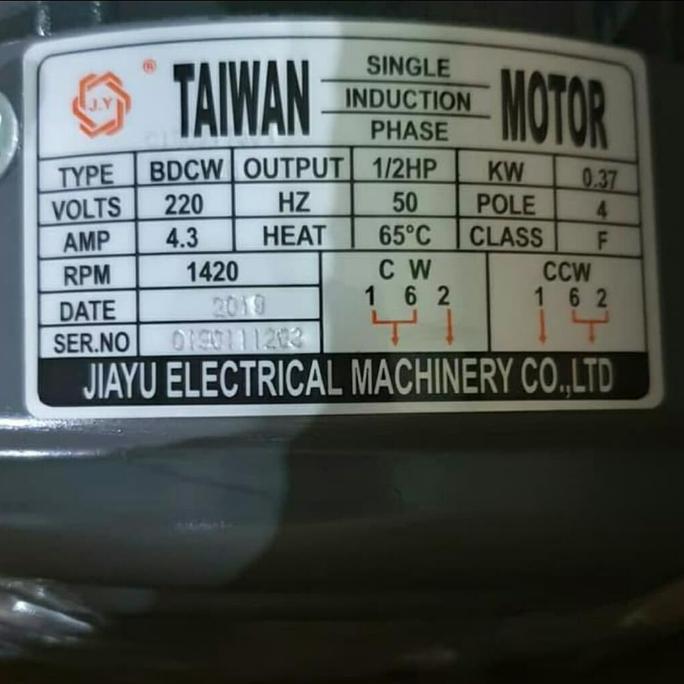 J.Y ®
TAIWAN SINGLE INDUCTION PHASE MOTOR
TYPE BDCW OUTPUT 1/2HP KW 0.37
VOLTS 220 HZ 50 POLE 4
AMP 4.3 HEAT 65°C CLASS F
RPM 1420 CW CCW
1 6 2 1 6 2
DATE 2019
SER.NO
JIAYU ELECTRICAL MACHINERY CO.,LTD